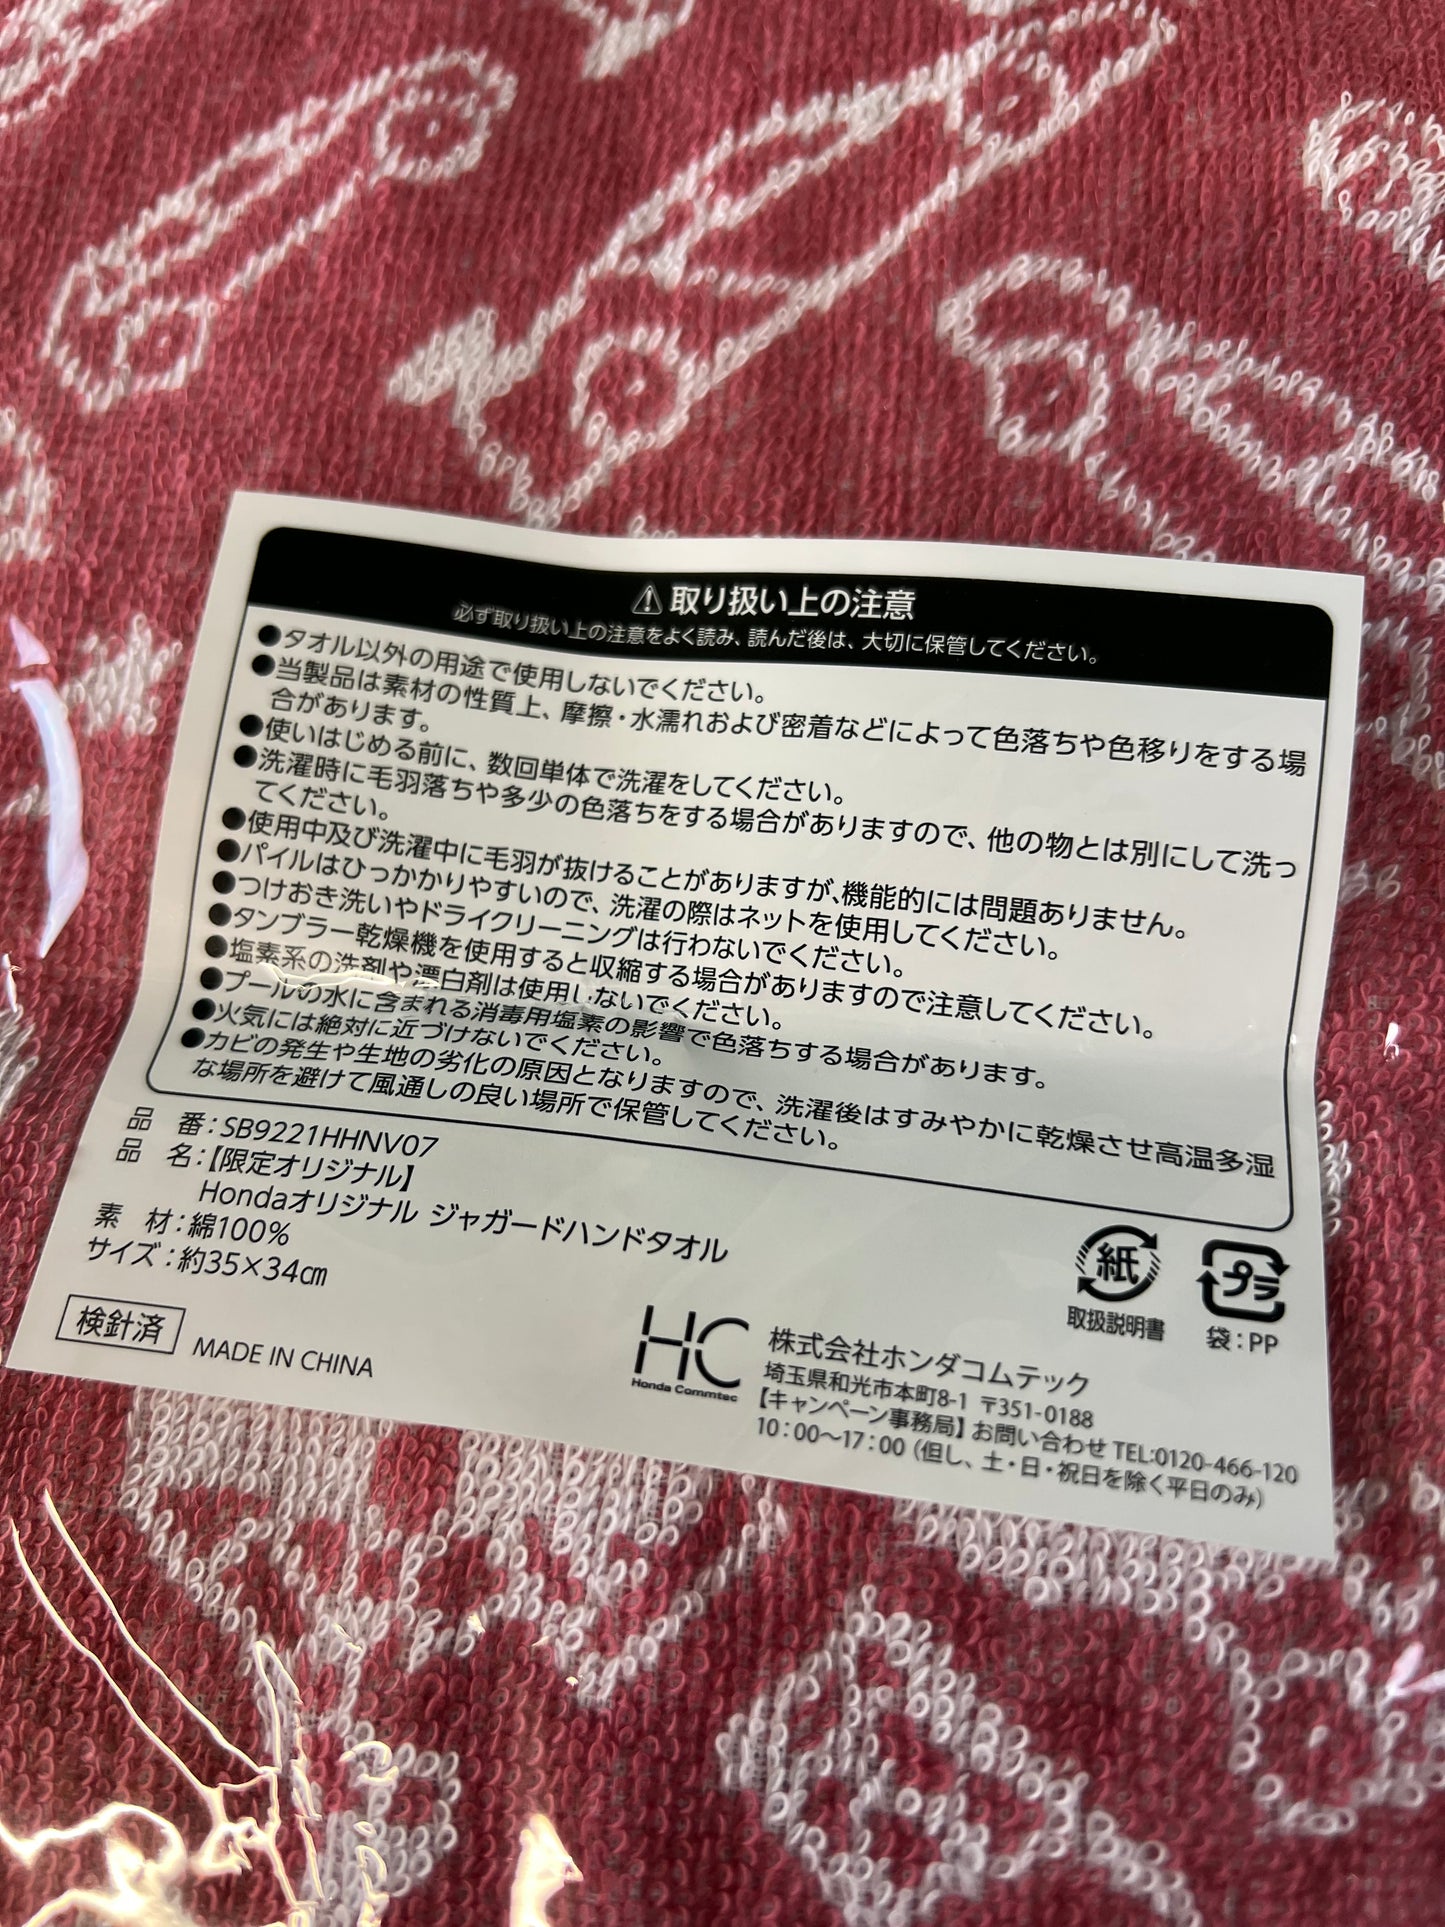 ⚠取り扱い上の注意
必ず取り扱い上の注意をよく読み、読んだ後は、大切に保管してください。
●タオル以外の用途で使用しないでください。
●当製品は素材の性質上、摩擦・水濡れおよび密着などによって色落ちや色移りをする場
合があります。
●使いはじめる前に、数回単体で洗濯をしてください。
●洗濯時に毛羽落ちや多少の色落ちをする場合がありますので、他の物とは別にして洗っ
てください。
●使用中及び洗濯中に毛羽が抜けることがありますが、機能的には問題ありません。
●パイルはひっかかりやすいので、洗濯の際はネットを使用してください。
●つけおき洗いやドライクリーニングは行わないでください。
●タンブラー乾燥機を使用すると収縮する場合がありますので注意してください。
●塩素系の洗剤や漂白剤は使用しないでください。
●プールの水に含まれる消毒用塩素の影響で色落ちする場合があります。
●火気には絶対に近づけないでください。
●カビの発生や生地の劣化の原因となりますので、洗濯後はすみやかに乾燥させ高温多湿
な場所を避けて風通しの良い場所で保管してください。
品 番：SB9221HHNV07
品 名：【限定オリジナル】
Hondaオリジナル ジャガードハンドタオル
素 材：綿100%
サイズ：約35×34㎝
検針済 MADE IN CHINA
紙
取扱説明書
プラ
袋：PP
HC
Honda Commtec
株式会社ホンダコムテック
埼玉県和光市本町8-1 〒351-0188
【キャンペーン事務局】お問い合わせ TEL:0120-466-120
10：00～17：00（但し、土・日・祝日を除く平日のみ）